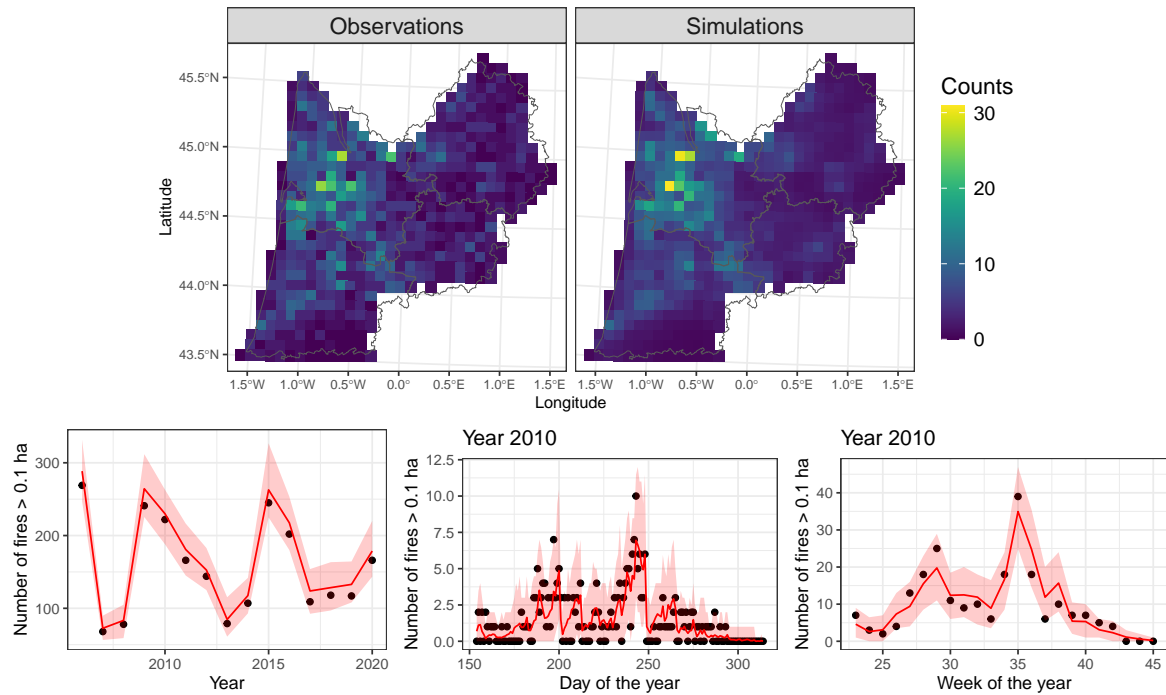 Observations
Simulations
45.5°N
45.0°N
44.5°N
44.0°N
43.5°N
Latitude
1.5°W
1.0°W
0.5°W
0.0°
0.5°E
1.0°E
1.5°E
1.5°W
1.0°W
0.5°W
0.0°
0.5°E
1.0°E
1.5°E
Longitude
Counts
30
20
10
0
Number of fires > 0.1 ha
300
200
100
2010
2015
2020
Year
Year 2010
Number of fires > 0.1 ha
12.5
10.0
7.5
5.0
2.5
0.0
150
200
250
300
Day of the year
Year 2010
Number of fires > 0.1 ha
40
30
20
10
0
25
30
35
40
45
Week of the year